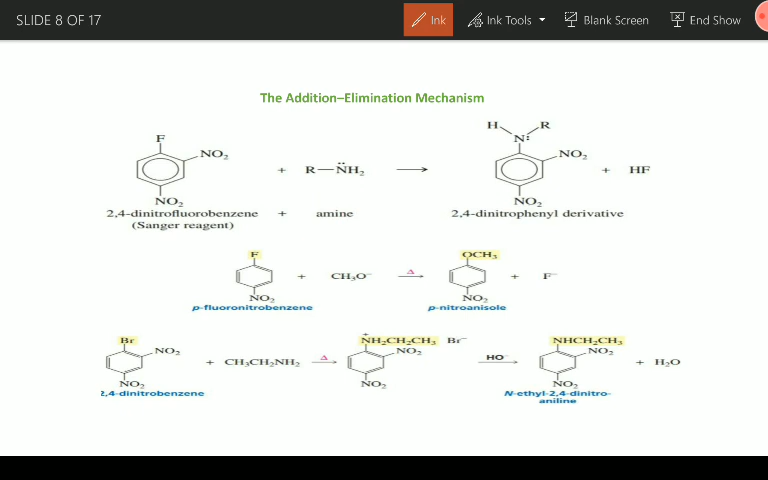 SLIDE 8 OF 17
Ink
Ink Tools
Blank Screen
End Show
The Addition–Elimination Mechanism
F
NO₂
NO₂
+ R—N̈H₂
H
R
N:
NO₂
NO₂
+ HF
2,4-dinitrofluorobenzene + amine 2,4-dinitrophenyl derivative
(Sanger reagent)
F
NO₂
+ CH₃O⁻
Δ
OCH₃
NO₂
+ F⁻
p-fluoronitrobenzene p-nitroanisole
Br
NO₂
NO₂
+ CH₃CH₂NH₂
Δ
+
NH₂CH₂CH₃ Br⁻
NO₂
NO₂
HO⁻
NHCH₂CH₃
NO₂
NO₂
+ H₂O
2,4-dinitrobenzene N-ethyl-2,4-dinitro-
aniline